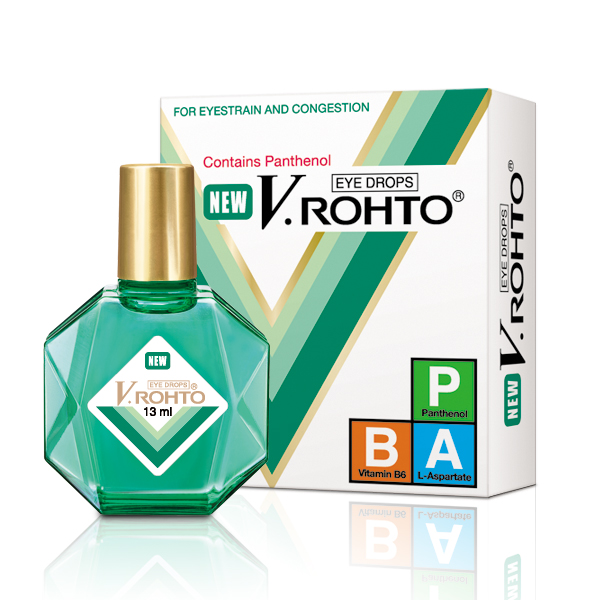 FOR EYESTRAIN AND CONGESTION
Contains Panthenol
NEW
EYE DROPS
V.ROHTO®
P
Panthenol
B
Vitamin B6
A
L-Aspartate
NEW
V.ROHTO®
EYE DROPS
NEW
EYE DROPS
V.ROHTO®
13 ml